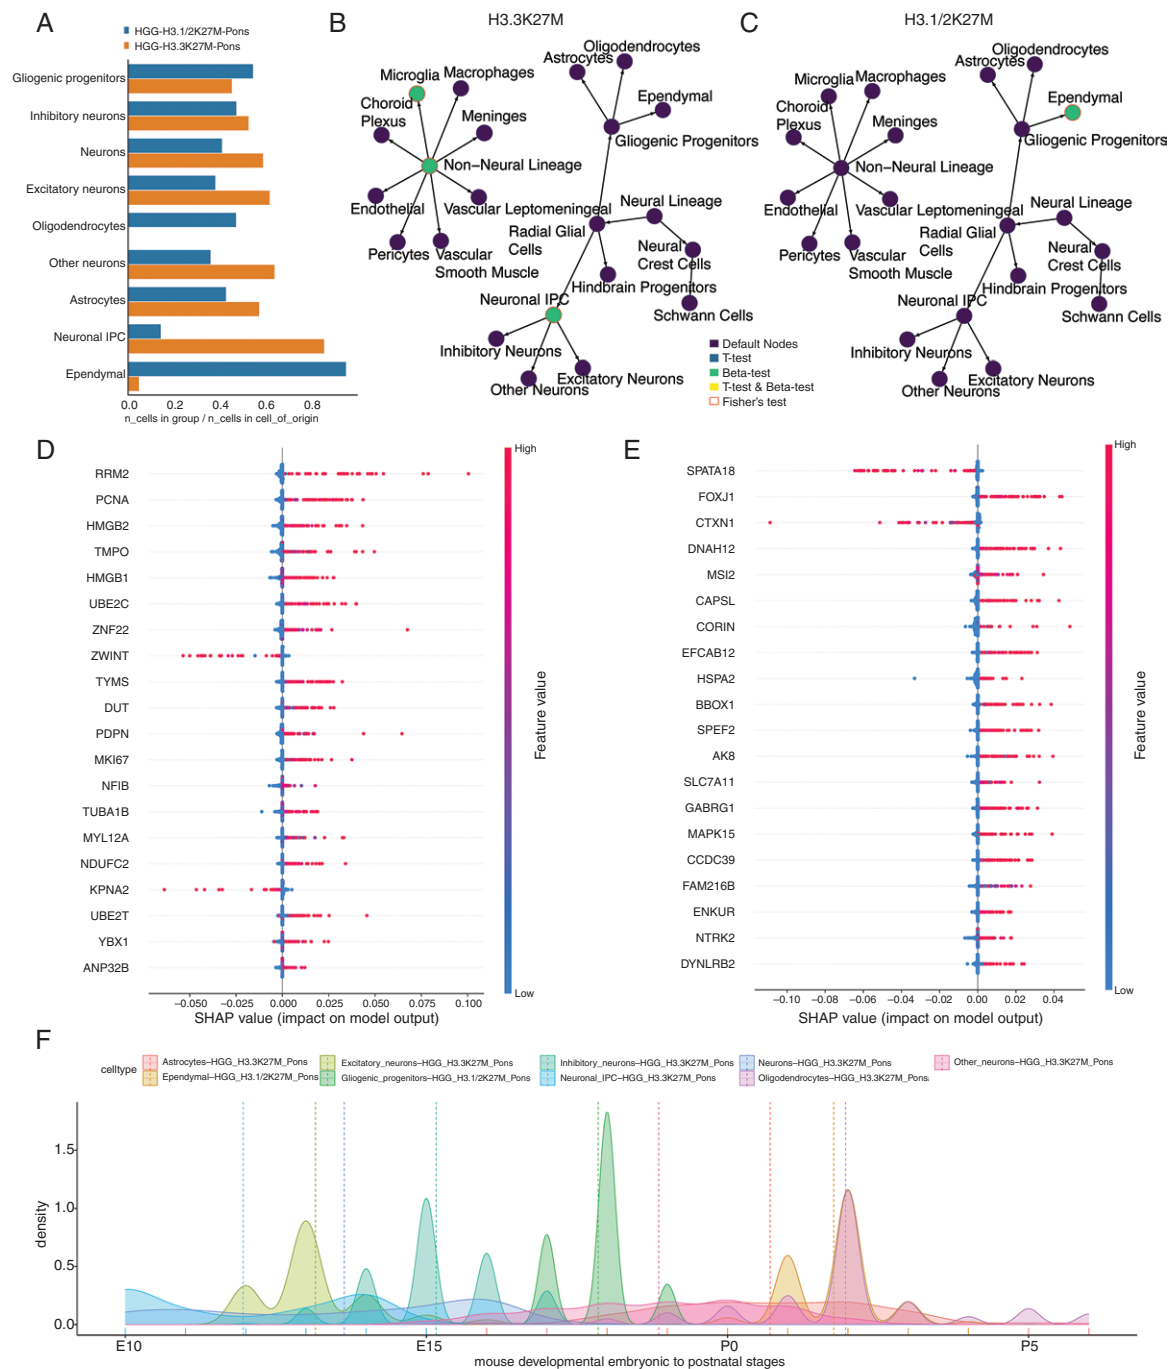 A
HGG-H3.1/2K27M-Pons
HGG-H3.3K27M-Pons
Gliogenic progenitors
Inhibitory neurons
Neurons
Excitatory neurons
Oligodendrocytes
Other neurons
Astrocytes
Neuronal IPC
Ependymal
0.0 0.2 0.4 0.6 0.8
n_cells in group / n_cells in cell_of_origin
B
H3.3K27M
Oligodendrocytes
Astrocytes
Microglia
Macrophages
Choroid
Plexus
Ependymal
Meninges
Gliogenic Progenitors
Non–Neural Lineage
Endothelial
Vascular Leptomeningeal
Neural Lineage
Radial Glial
Cells
Pericytes
Vascular
Smooth Muscle
Neural
Crest Cells
Hindbrain Progenitors
Neuronal IPC
Schwann Cells
Inhibitory Neurons
Excitatory Neurons
Other Neurons
Default Nodes
T-test
Beta-test
T-test & Beta-test
Fisher's test
C
H3.1/2K27M
Oligodendrocytes
Astrocytes
Microglia
Macrophages
Choroid
Plexus
Ependymal
Meninges
Gliogenic Progenitors
Non–Neural Lineage
Endothelial
Vascular Leptomeningeal
Neural Lineage
Radial Glial
Cells
Pericytes
Vascular
Smooth Muscle
Neural
Crest Cells
Hindbrain Progenitors
Neuronal IPC
Schwann Cells
Inhibitory Neurons
Excitatory Neurons
Other Neurons
D
RRM2
PCNA
HMGB2
TMPO
HMGB1
UBE2C
ZNF22
ZWINT
TYMS
DUT
PDPN
MKI67
NFIB
TUBA1B
MYL12A
NDUFC2
KPNA2
UBE2T
YBX1
ANP32B
−0.050 −0.025 0.000 0.025 0.050 0.075 0.100
SHAP value (impact on model output)
High
Feature value
Low
E
SPATA18
FOXJ1
CTXN1
DNAH12
MSI2
CAPSL
CORIN
EFCAB12
HSPA2
BBOX1
SPEF2
AK8
SLC7A11
GABRG1
MAPK15
CCDC39
FAM216B
ENKUR
NTRK2
DYNLRB2
−0.10 −0.08 −0.06 −0.04 −0.02 0.00 0.02 0.04
SHAP value (impact on model output)
High
Feature value
Low
F
celltype
Astrocytes–HGG_H3.3K27M_Pons
Excitatory_neurons–HGG_H3.3K27M_Pons
Inhibitory_neurons–HGG_H3.3K27M_Pons
Neurons–HGG_H3.3K27M_Pons
Other_neurons–HGG_H3.3K27M_Pons
Ependymal–HGG_H3.1/2K27M_Pons
Gliogenic_progenitors–HGG_H3.1/2K27M_Pons
Neuronal_IPC–HGG_H3.3K27M_Pons
Oligodendrocytes–HGG_H3.3K27M_Pons
density
1.5
1.0
0.5
0.0
E10 E15 P0 P5
mouse developmental embryonic to postnatal stages